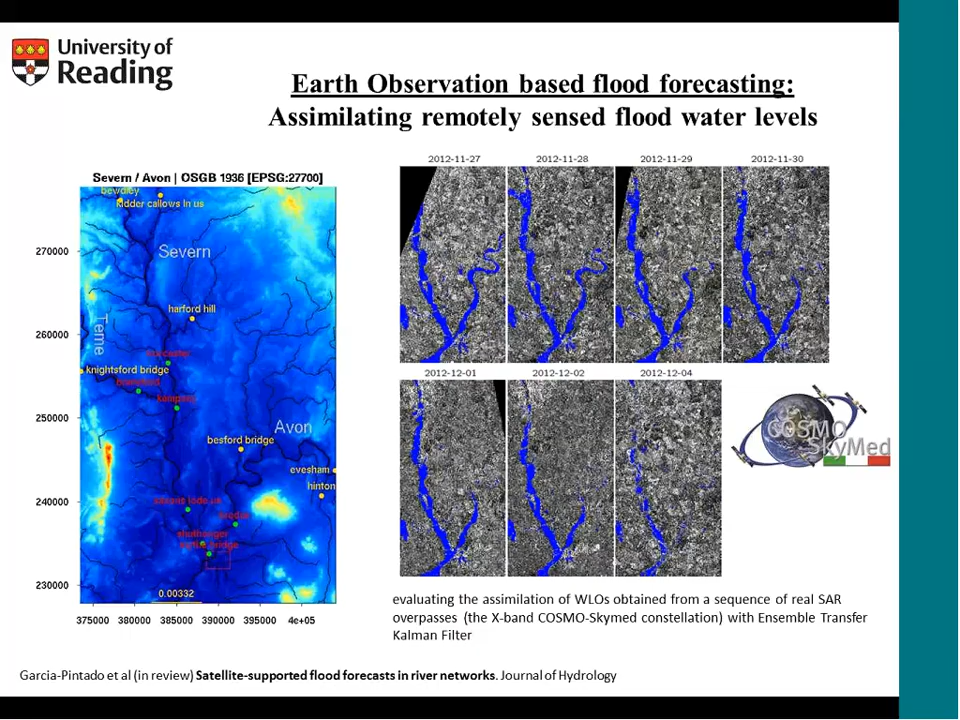 University of
Reading
Earth Observation based flood forecasting:
Assimilating remotely sensed flood water levels
Severn / Avon | OSGB 1936 [EPSG:27700]
bewdley
kidder callows ln us
Severn
harford hill
Teme
knightsford bridge
kempsey
Avon
besford bridge
evesham
hinton
bredon
0.00332
270000
260000
250000
240000
230000
375000 380000 385000 390000 395000 4e+05
2012-11-27 2012-11-28 2012-11-29 2012-11-30
2012-12-01 2012-12-02 2012-12-04
COSMO
SkyMed
evaluating the assimilation of WLOs obtained from a sequence of real SAR
overpasses (the X-band COSMO-Skymed constellation) with Ensemble Transfer
Kalman Filter
Garcia-Pintado et al (in review) Satellite-supported flood forecasts in river networks. Journal of Hydrology